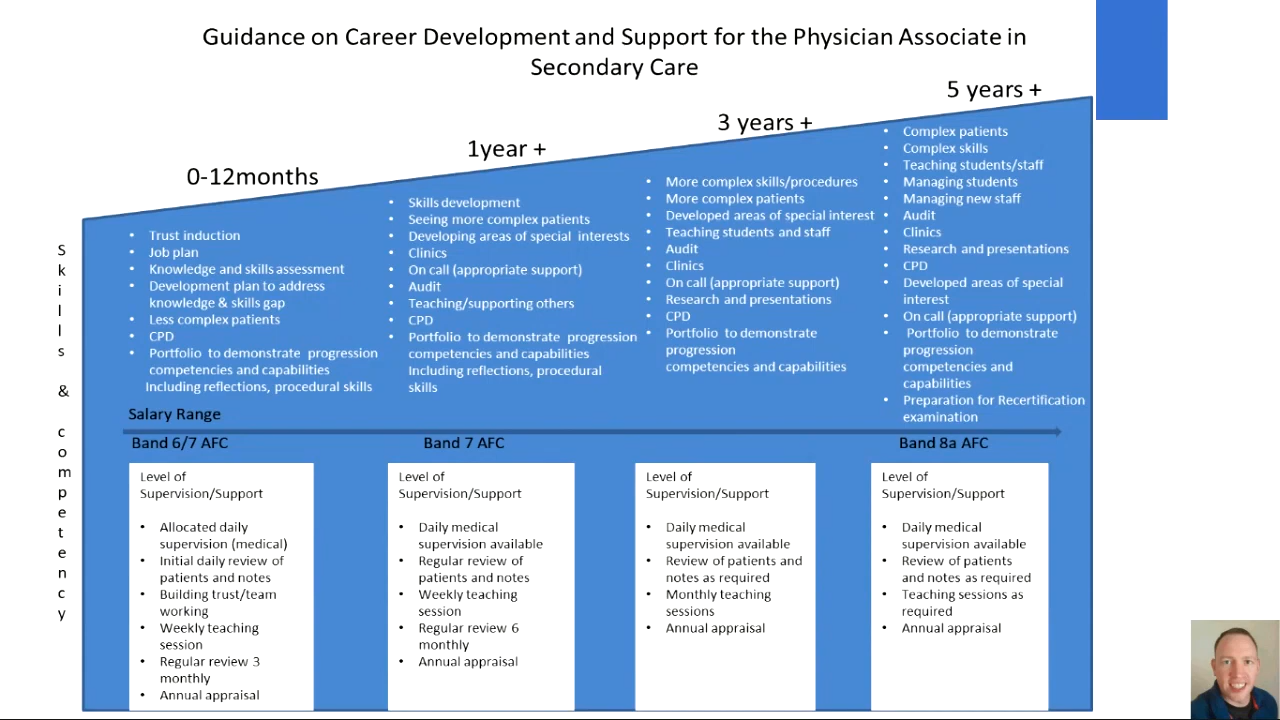 Guidance on Career Development and Support for the Physician Associate in
Secondary Care
0-12months
1year +
3 years +
5 years +
Skills & competency
• Trust induction
• Job plan
• Knowledge and skills assessment
• Development plan to address
knowledge & skills gap
• Less complex patients
• CPD
• Portfolio to demonstrate progression
competencies and capabilities
Including reflections, procedural skills
• Skills development
• Seeing more complex patients
• Developing areas of special interests
• Clinics
• On call (appropriate support)
• Audit
• Teaching/supporting others
• CPD
• Portfolio to demonstrate progression
competencies and capabilities
Including reflections, procedural
skills
• More complex skills/procedures
• More complex patients
• Developed areas of special interest
• Teaching students and staff
• Audit
• Clinics
• On call (appropriate support)
• Research and presentations
• CPD
• Portfolio to demonstrate
progression
competencies and capabilities
• Complex patients
• Complex skills
• Teaching students/staff
• Managing students
• Managing new staff
• Audit
• Clinics
• Research and presentations
• CPD
• Developed areas of special
interest
• On call (appropriate support)
• Portfolio to demonstrate
progression
competencies and
capabilities
• Preparation for Recertification
examination
Salary Range
Band 6/7 AFC
Band 7 AFC
Band 8a AFC
Level of
Supervision/Support
• Allocated daily
supervision (medical)
• Initial daily review of
patients and notes
• Building trust/team
working
• Weekly teaching
session
• Regular review 3
monthly
• Annual appraisal
Level of
Supervision/Support
• Daily medical
supervision available
• Regular review of
patients and notes
• Weekly teaching
session
• Regular review 6
monthly
• Annual appraisal
Level of
Supervision/Support
• Daily medical
supervision available
• Review of patients and
notes as required
• Monthly teaching
sessions
• Annual appraisal
Level of
Supervision/Support
• Daily medical
supervision available
• Review of patients
and notes as required
• Teaching sessions as
required
• Annual appraisal